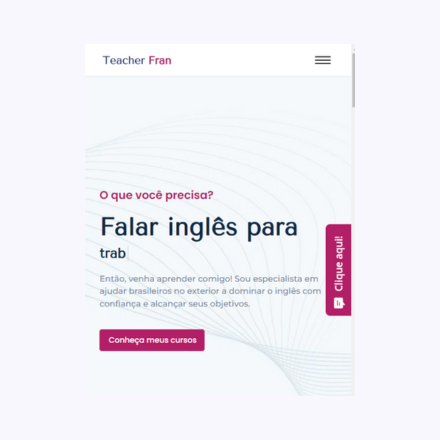 Teacher Fran
O que você precisa?
Falar inglês para
trab
Clique aqui!
Então, venha aprender comigo! Sou especialista em
ajudar brasileiros no exterior a dominar o inglês com
confiança e alcançar seus objetivos.
Conheça meus cursos